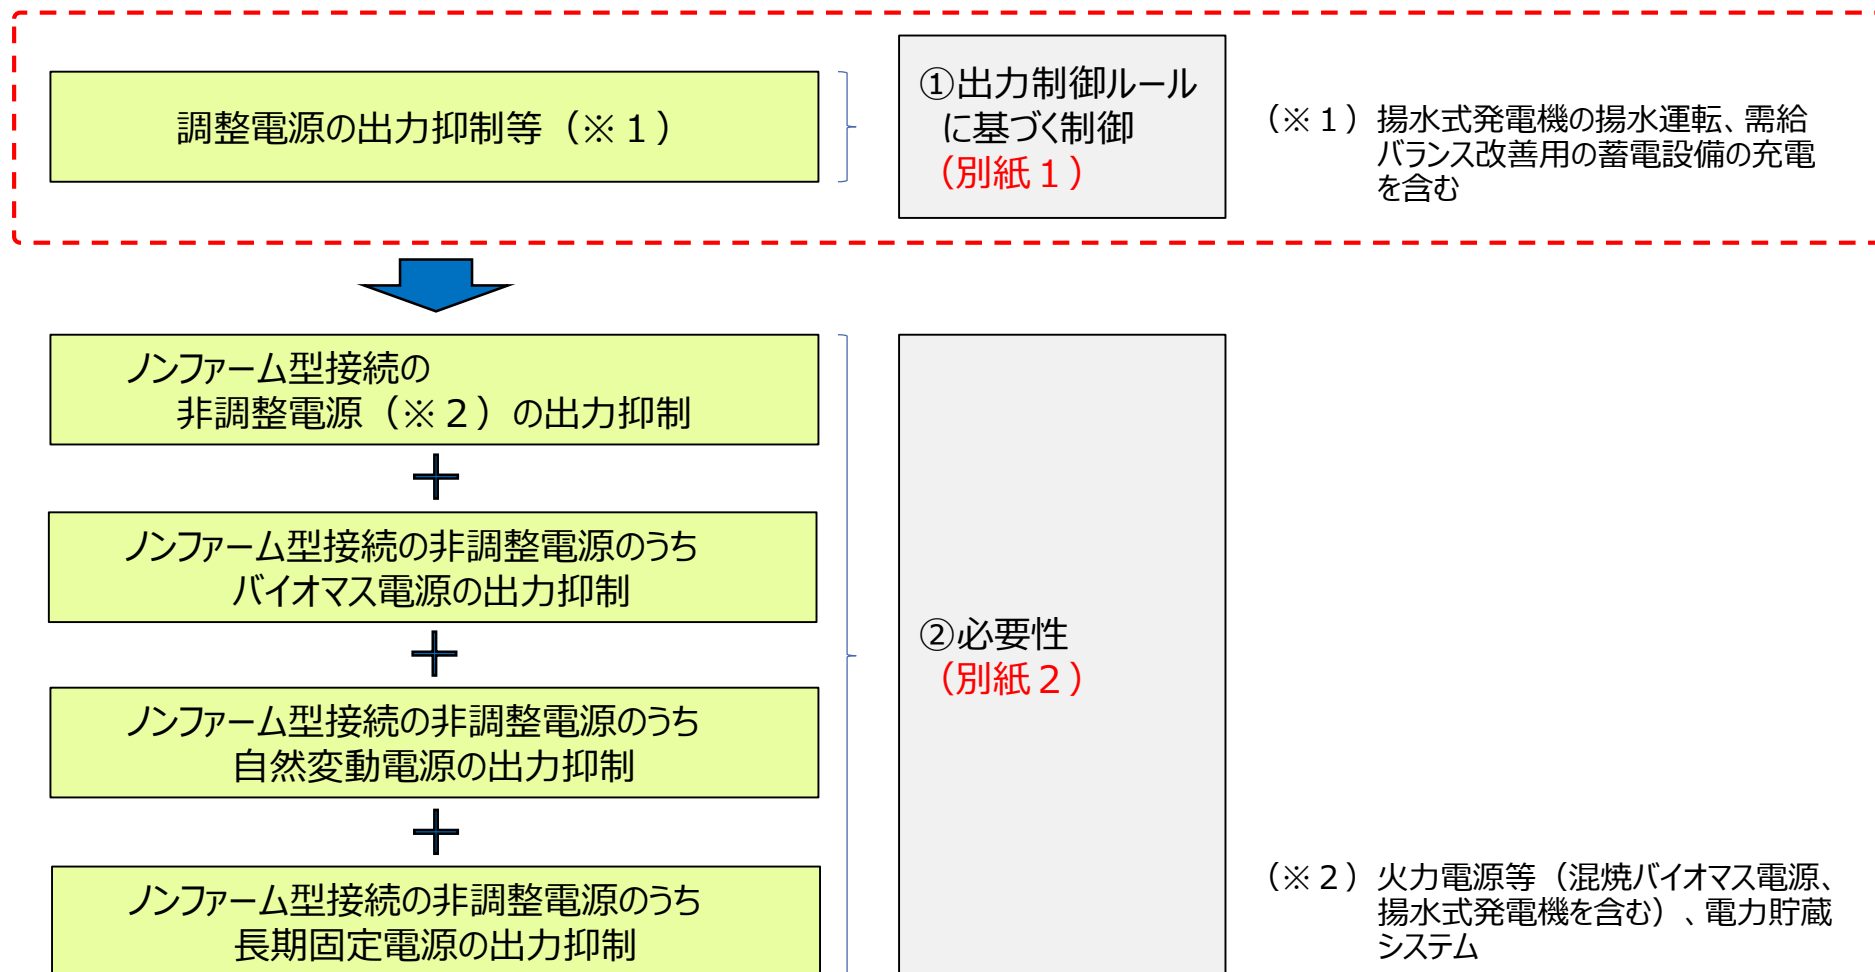 調整電源の出力抑制等（※１）
①出力制御ルール
に基づく制御
（別紙１）
（※１）揚水式発電機の揚水運転、需給
バランス改善用の蓄電設備の充電
を含む
ノンファーム型接続の
非調整電源（※２）の出力抑制
＋
ノンファーム型接続の非調整電源のうち
バイオマス電源の出力抑制
＋
ノンファーム型接続の非調整電源のうち
自然変動電源の出力抑制
＋
ノンファーム型接続の非調整電源のうち
長期固定電源の出力抑制
②必要性
（別紙２）
（※２）火力電源等（混焼バイオマス電源、
揚水式発電機を含む）、電力貯蔵
システム